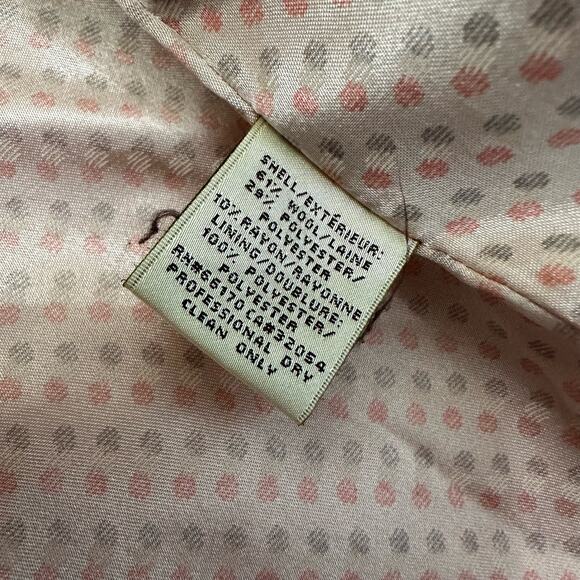 SHELL/EXTÉRIEUR:
61% WOOL/LAINE
29% POLYESTER/
POLYESTER
10% RAYON/RAYONNE
LINING/DOUBLURE:
100% POLYESTER/
POLYESTER
RN#66170 CA#32054
PROFESSIONAL DRY
CLEAN ONLY